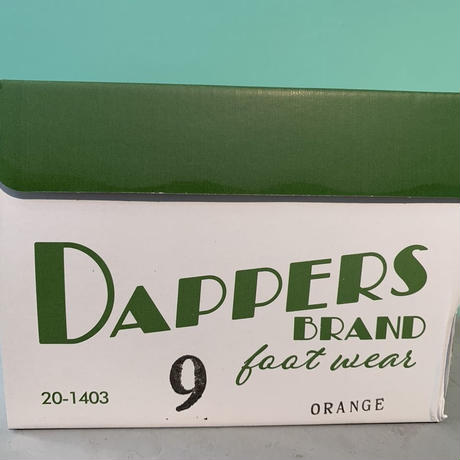 DAPPERS
BRAND
foot wear
20-1403
9
ORANGE